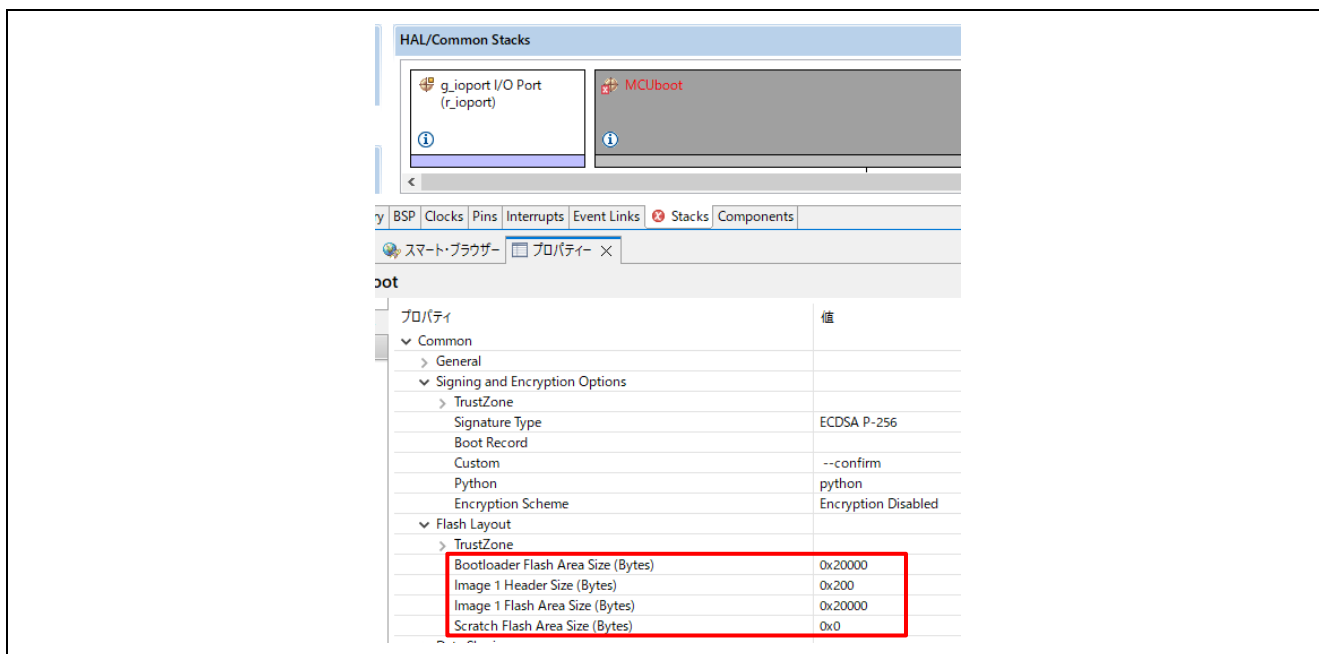 HAL/Common Stacks
g_ioport I/O Port
(r_ioport)
MCUboot
BSP Clocks Pins Interrupts Event Links Stacks Components
スマート・ブラウザー プロパティー
プロパティ 値
Common
General
Signing and Encryption Options
TrustZone
Signature Type ECDSA P-256
Boot Record
Custom --confirm
Python python
Encryption Scheme Encryption Disabled
Flash Layout
TrustZone
Bootloader Flash Area Size (Bytes) 0x20000
Image 1 Header Size (Bytes) 0x200
Image 1 Flash Area Size (Bytes) 0x20000
Scratch Flash Area Size (Bytes) 0x0